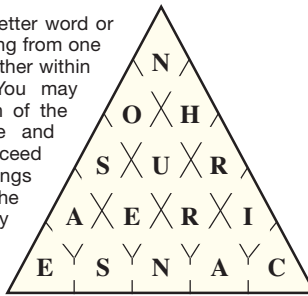 etter word or
ng from one
ther within
You may
n of the
e and
ceed
ngs
he
y
N
O H
S U R
A E R I
E S N A C